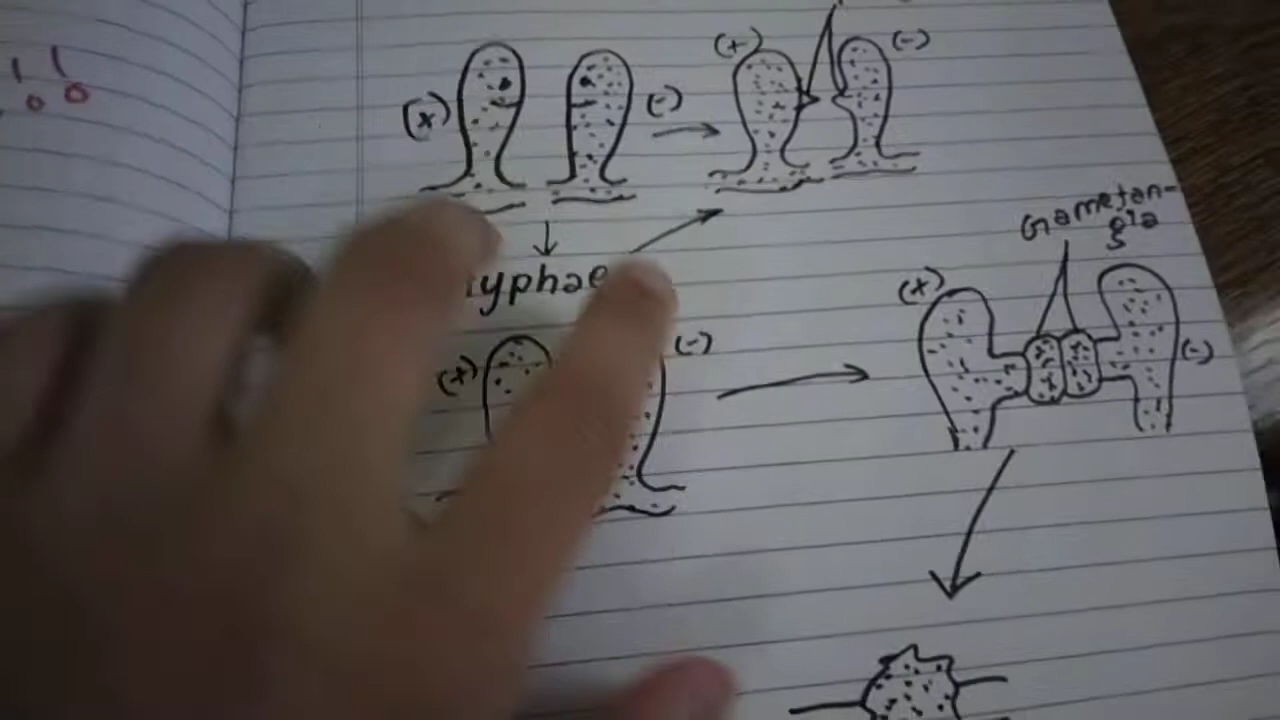 (+) (-)
(x) (-)
Gametan-
gia
yphae
(x)
(+) (-)
(-)